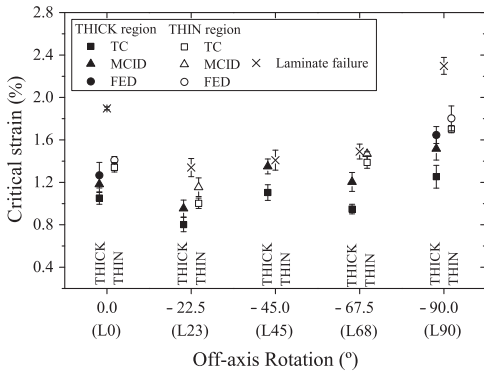 THICK region THIN region
TC TC
MCID MCID Laminate failure
FED FED
Critical strain (%)
2.8
2.4
2.0
1.6
1.2
0.8
0.4
THICK THIN THICK THIN THICK THIN THICK THIN THICK THIN
0.0 -22.5 -45.0 -67.5 -90.0
(L0) (L23) (L45) (L68) (L90)
Off-axis Rotation (º)